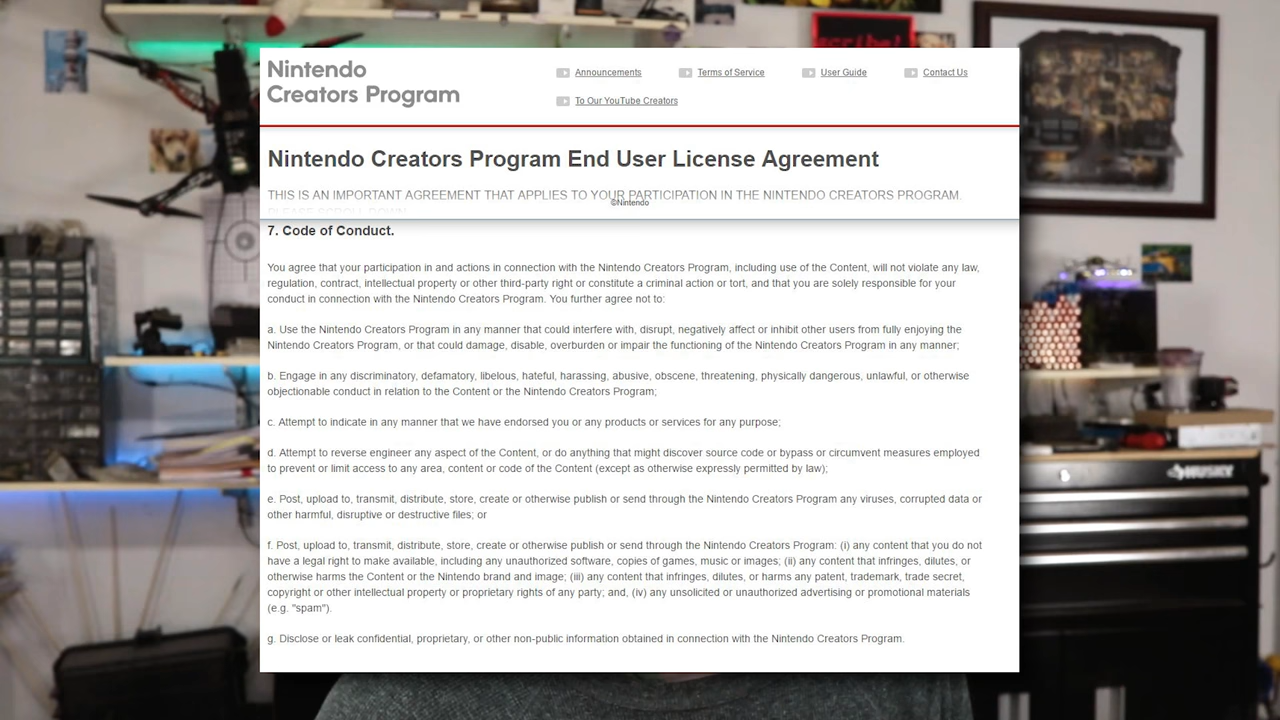 Nintendo
Creators Program
Announcements
Terms of Service
User Guide
Contact Us
To Our YouTube Creators
Nintendo Creators Program End User License Agreement
THIS IS AN IMPORTANT AGREEMENT THAT APPLIES TO YOUR PARTICIPATION IN THE NINTENDO CREATORS PROGRAM.
©Nintendo
PLEASE SCROLL DOWN
7. Code of Conduct.
You agree that your participation in and actions in connection with the Nintendo Creators Program, including use of the Content, will not violate any law,
regulation, contract, intellectual property or other third-party right or constitute a criminal action or tort, and that you are solely responsible for your
conduct in connection with the Nintendo Creators Program. You further agree not to:
a. Use the Nintendo Creators Program in any manner that could interfere with, disrupt, negatively affect or inhibit other users from fully enjoying the
Nintendo Creators Program, or that could damage, disable, overburden or impair the functioning of the Nintendo Creators Program in any manner;
b. Engage in any discriminatory, defamatory, libelous, hateful, harassing, abusive, obscene, threatening, physically dangerous, unlawful, or otherwise
objectionable conduct in relation to the Content or the Nintendo Creators Program;
c. Attempt to indicate in any manner that we have endorsed you or any products or services for any purpose;
d. Attempt to reverse engineer any aspect of the Content, or do anything that might discover source code or bypass or circumvent measures employed
to prevent or limit access to any area, content or code of the Content (except as otherwise expressly permitted by law);
e. Post, upload to, transmit, distribute, store, create or otherwise publish or send through the Nintendo Creators Program any viruses, corrupted data or
other harmful, disruptive or destructive files; or
f. Post, upload to, transmit, distribute, store, create or otherwise publish or send through the Nintendo Creators Program: (i) any content that you do not
have a legal right to make available, including any unauthorized software, copies of games, music or images; (ii) any content that infringes, dilutes, or
otherwise harms the Content or the Nintendo brand and image; (iii) any content that infringes, dilutes, or harms any patent, trademark, trade secret,
copyright or other intellectual property or proprietary rights of any party; and, (iv) any unsolicited or unauthorized advertising or promotional materials
(e.g. "spam").
g. Disclose or leak confidential, proprietary, or other non-public information obtained in connection with the Nintendo Creators Program.
HUSKY